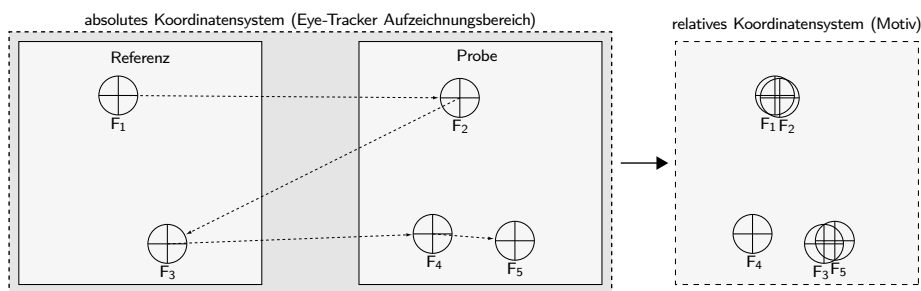 absolutes Koordinatensystem (Eye-Tracker Aufzeichnungsbereich)
relatives Koordinatensystem (Motiv)
Referenz
Probe
F1
F2
F3
F4
F5
F1
F2
F4
F3
F5